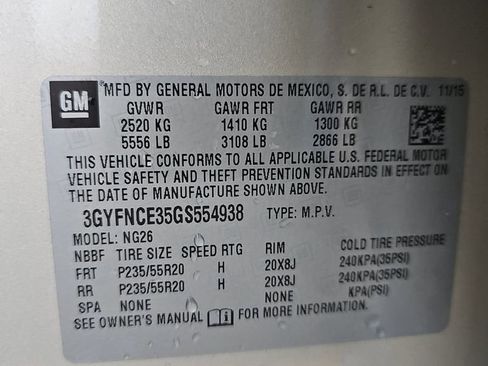 GM
MFD BY GENERAL MOTORS DE MEXICO, S. DE R.L. DE C.V. 11/15
GVWR GAWR FRT GAWR RR
2520 KG 1410 KG 1300 KG
5556 LB 3108 LB 2866 LB
THIS VEHICLE CONFORMS TO ALL APPLICABLE U.S. FEDERAL MOTOR
VEHICLE SAFETY AND THEFT PREVENTION STANDARDS IN EFFECT ON
THE DATE OF MANUFACTURE SHOWN ABOVE.
3GYFNCE35GS554938 TYPE: M.P.V.
MODEL: NG26
NBBF TIRE SIZE SPEED RTG RIM COLD TIRE PRESSURE
FRT P235/55R20 H 20X8J 240KPA(35PSI)
RR P235/55R20 H 20X8J 240KPA(35PSI)
SPA NONE NONE KPA(PSI)
SEE OWNER'S MANUAL FOR MORE INFORMATION.